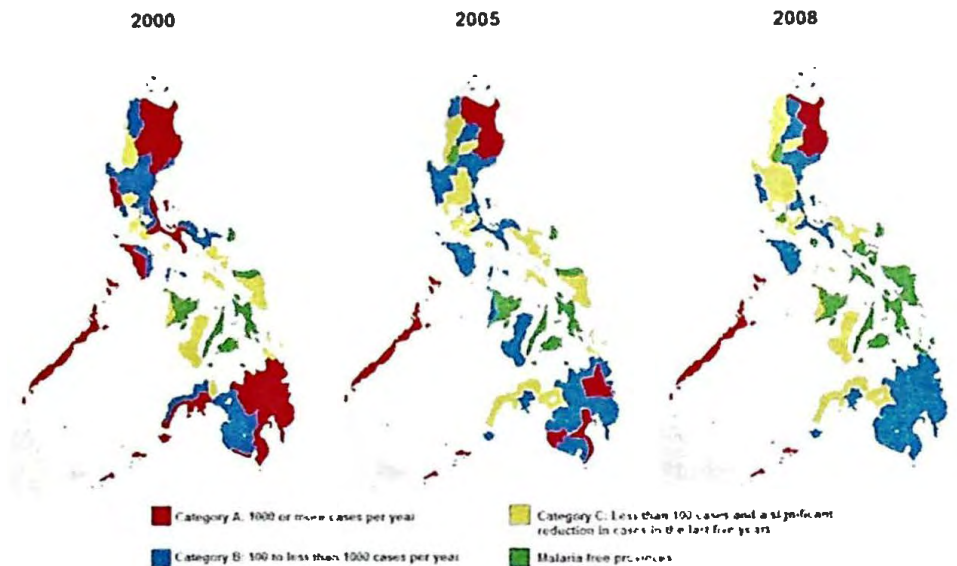 2000
2005
2008
Category A: 1000 or more cases per year
Category B: 100 to less than 1000 cases per year
Category C: Less than 100 cases and a significant
reduction in cases in the last five years
Malaria free provinces